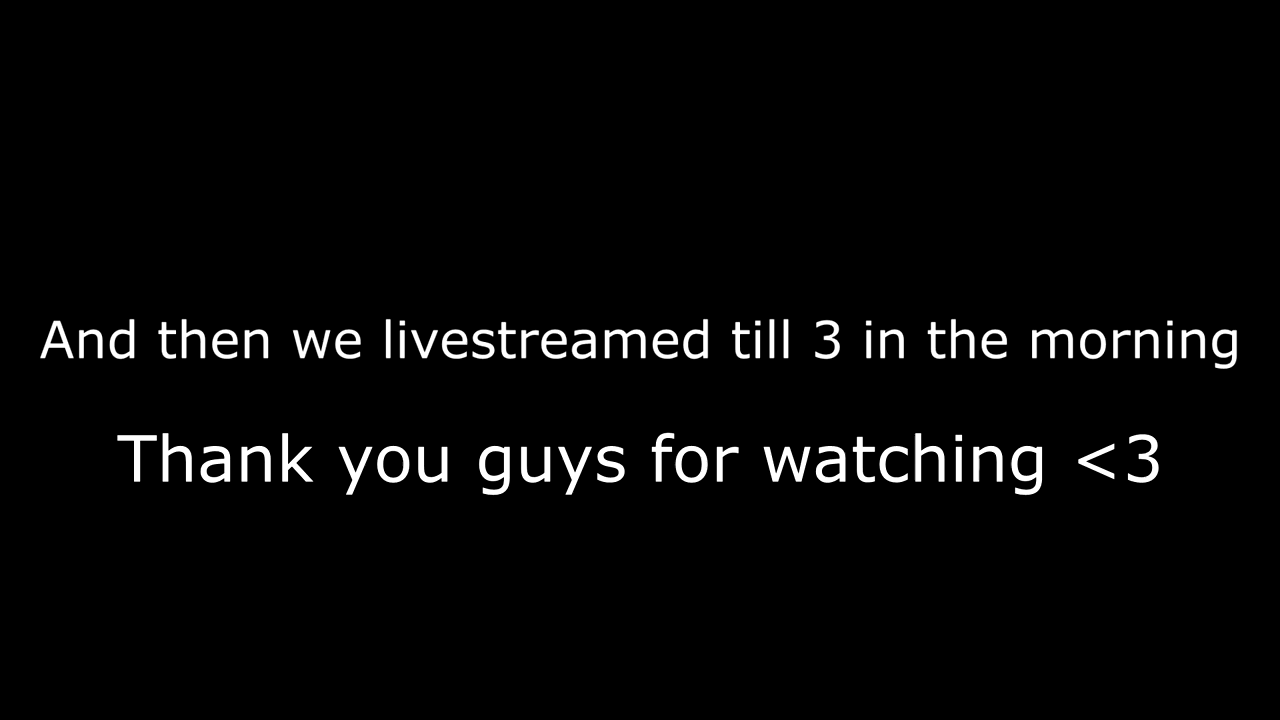 And then we livestreamed till 3 in the morning
Thank you guys for watching <3